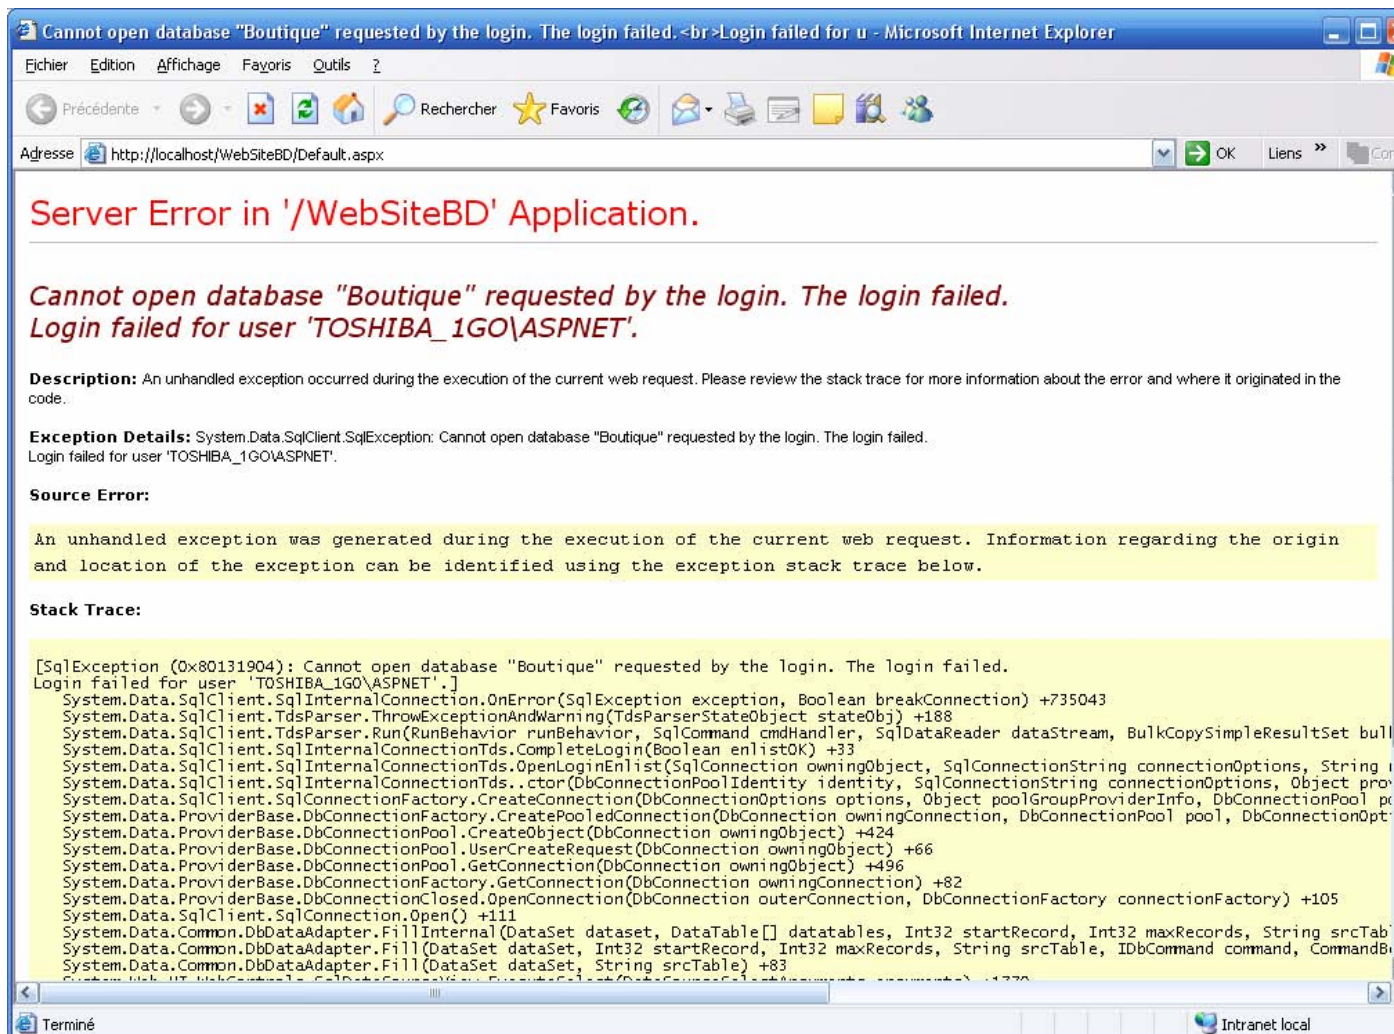 Cannot open database "Boutique" requested by the login. The login failed.<br>Login failed for u - Microsoft Internet Explorer
Fichier Edition Affichage Favoris Outils ?
Précédente Rechercher Favoris
Adresse http://localhost/WebSiteBD/Default.aspx OK Liens »
Server Error in '/WebSiteBD' Application.
Cannot open database "Boutique" requested by the login. The login failed.
Login failed for user 'TOSHIBA_1GO\ASPNET'.
Description: An unhandled exception occurred during the execution of the current web request. Please review the stack trace for more information about the error and where it originated in the
code.
Exception Details: System.Data.SqlClient.SqlException: Cannot open database "Boutique" requested by the login. The login failed.
Login failed for user 'TOSHIBA_1GO\ASPNET'.
Source Error:
An unhandled exception was generated during the execution of the current web request. Information regarding the origin
and location of the exception can be identified using the exception stack trace below.
Stack Trace:
[SqlException (0x80131904): Cannot open database "Boutique" requested by the login. The login failed.
Login failed for user 'TOSHIBA_1GO\ASPNET'.]
System.Data.SqlClient.SqlInternalConnection.OnError(SqlException exception, Boolean breakConnection) +735043
System.Data.SqlClient.TdsParser.ThrowExceptionAndWarning(TdsParserStateObject stateObj) +188
System.Data.SqlClient.TdsParser.Run(RunBehavior runBehavior, SqlCommand cmdHandler, SqlDataReader dataStream, BulkCopySimpleResultSet bul
System.Data.SqlClient.SqlInternalConnectionTds.CompleteLogin(Boolean enlistOK) +33
System.Data.SqlClient.SqlInternalConnectionTds.OpenLoginEnlist(SqlConnection owningObject, SqlConnectionString connectionOptions, String
System.Data.SqlClient.SqlInternalConnectionTds..ctor(DbConnectionPoolIdentity identity, SqlConnectionString connectionOptions, Object pro
System.Data.SqlClient.SqlConnectionFactory.CreateConnection(DbConnectionOptions options, Object poolGroupProviderInfo, DbConnectionPool
System.Data.ProviderBase.DbConnectionFactory.CreatePooledConnection(DbConnection owningConnection, DbConnectionPool pool, DbConnectionOpt
System.Data.ProviderBase.DbConnectionPool.CreateObject(DbConnection owningObject) +424
System.Data.ProviderBase.DbConnectionPool.UserCreateRequest(DbConnection owningObject) +66
System.Data.ProviderBase.DbConnectionPool.GetConnection(DbConnection owningObject) +496
System.Data.ProviderBase.DbConnectionFactory.GetConnection(DbConnection owningConnection) +82
System.Data.ProviderBase.DbConnectionClosed.OpenConnection(DbConnection outerConnection, DbConnectionFactory connectionFactory) +105
System.Data.SqlClient.SqlConnection.Open() +111
System.Data.Common.DbDataAdapter.FillInternal(DataSet dataset, DataTable[] datatables, Int32 startRecord, Int32 maxRecords, String srcTab
System.Data.Common.DbDataAdapter.Fill(DataSet dataSet, Int32 startRecord, Int32 maxRecords, String srcTable, IDbCommand command, CommandB
System.Data.Common.DbDataAdapter.Fill(DataSet dataSet, String srcTable) +83
Terminé Intranet local